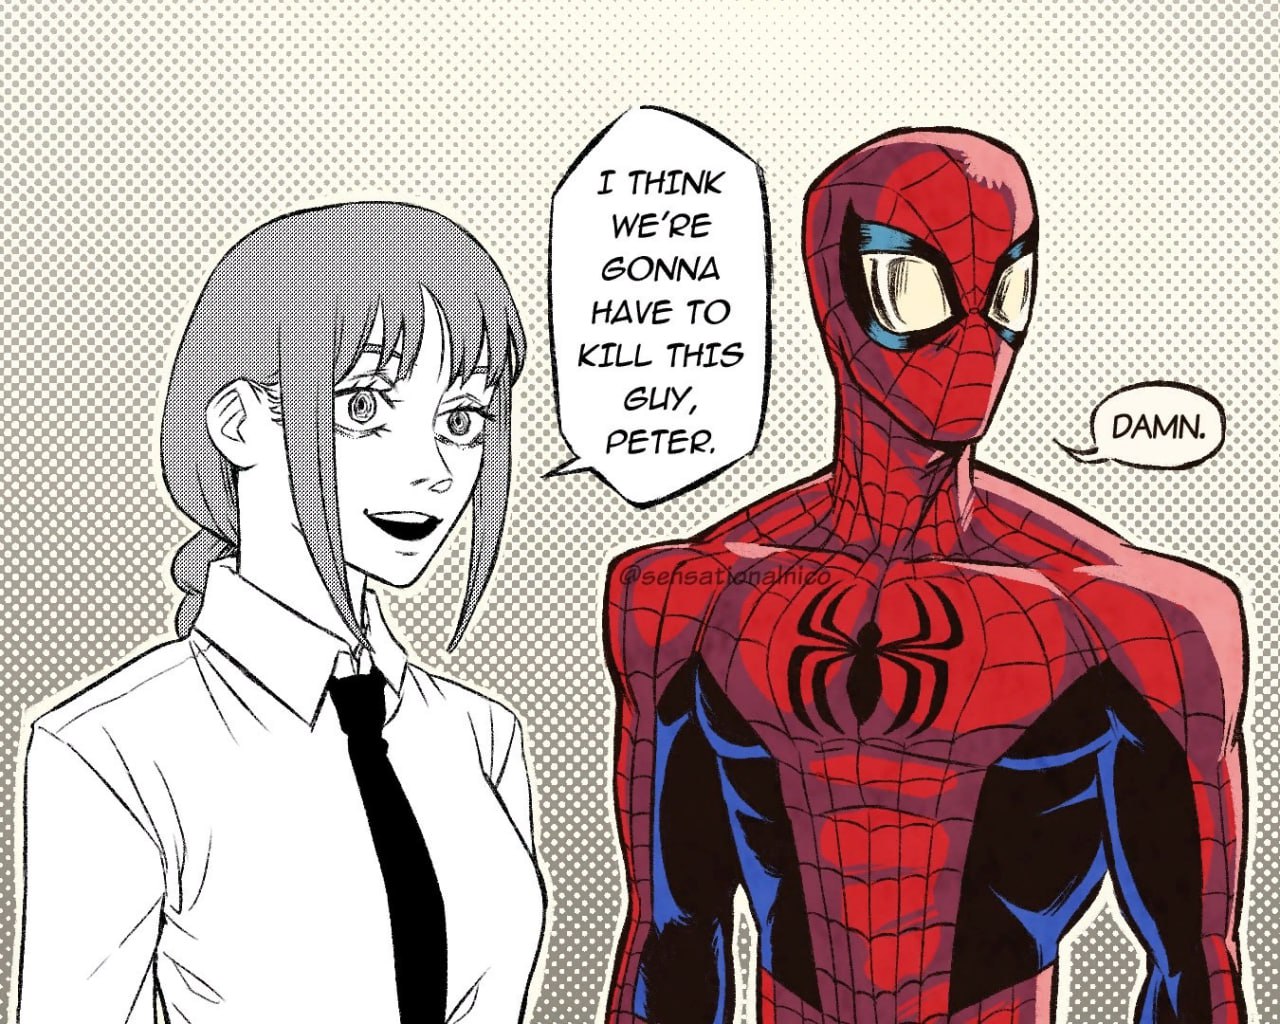 I THINK
WE'RE
GONNA
HAVE TO
KILL THIS
GUY,
PETER.
DAMN.
@sensationalnico